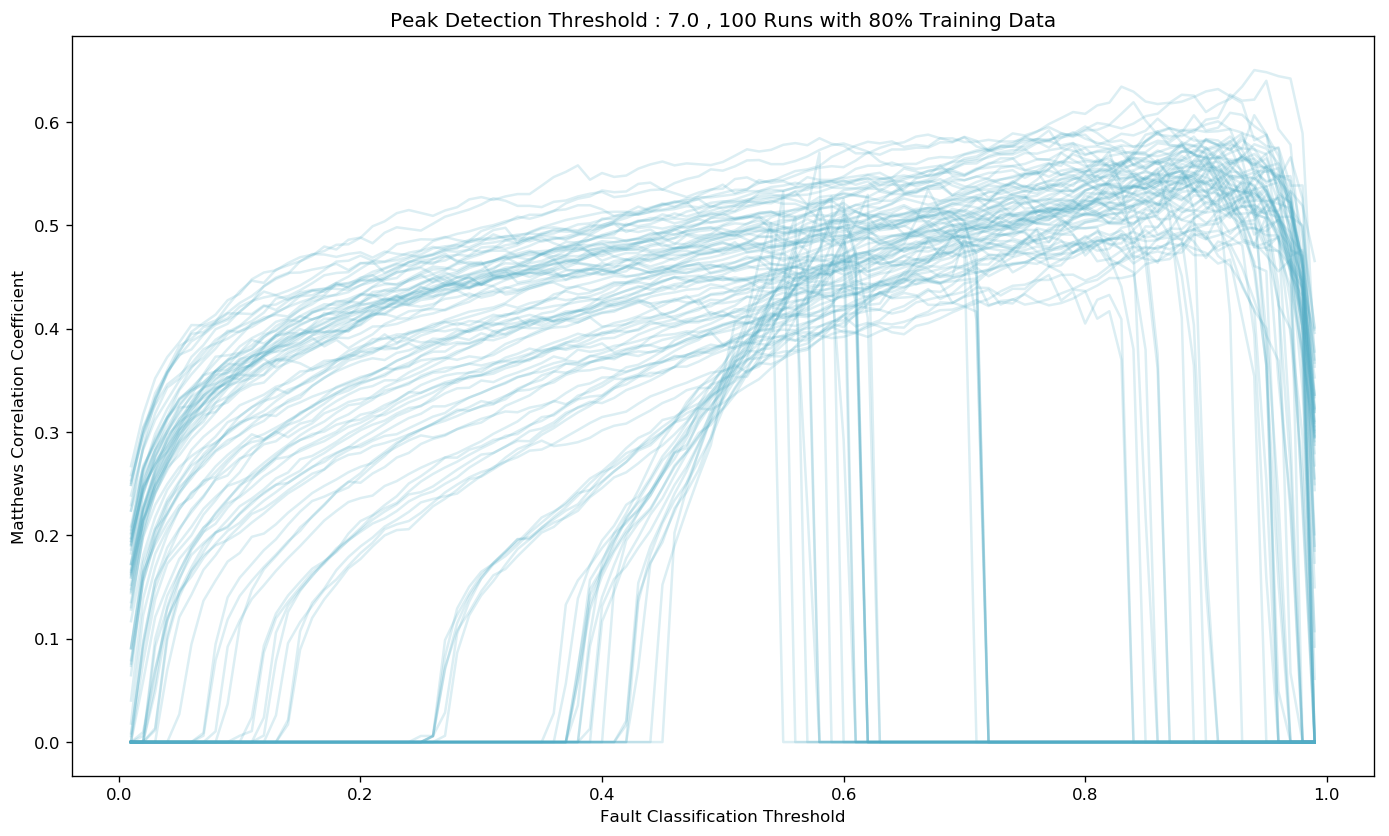 Peak Detection Threshold : 7.0 , 100 Runs with 80% Training Data
Matthews Correlation Coefficient
0.6
0.5
0.4
0.3
0.2
0.1
0.0
0.0 0.2 0.4 0.6 0.8 1.0
Fault Classification Threshold